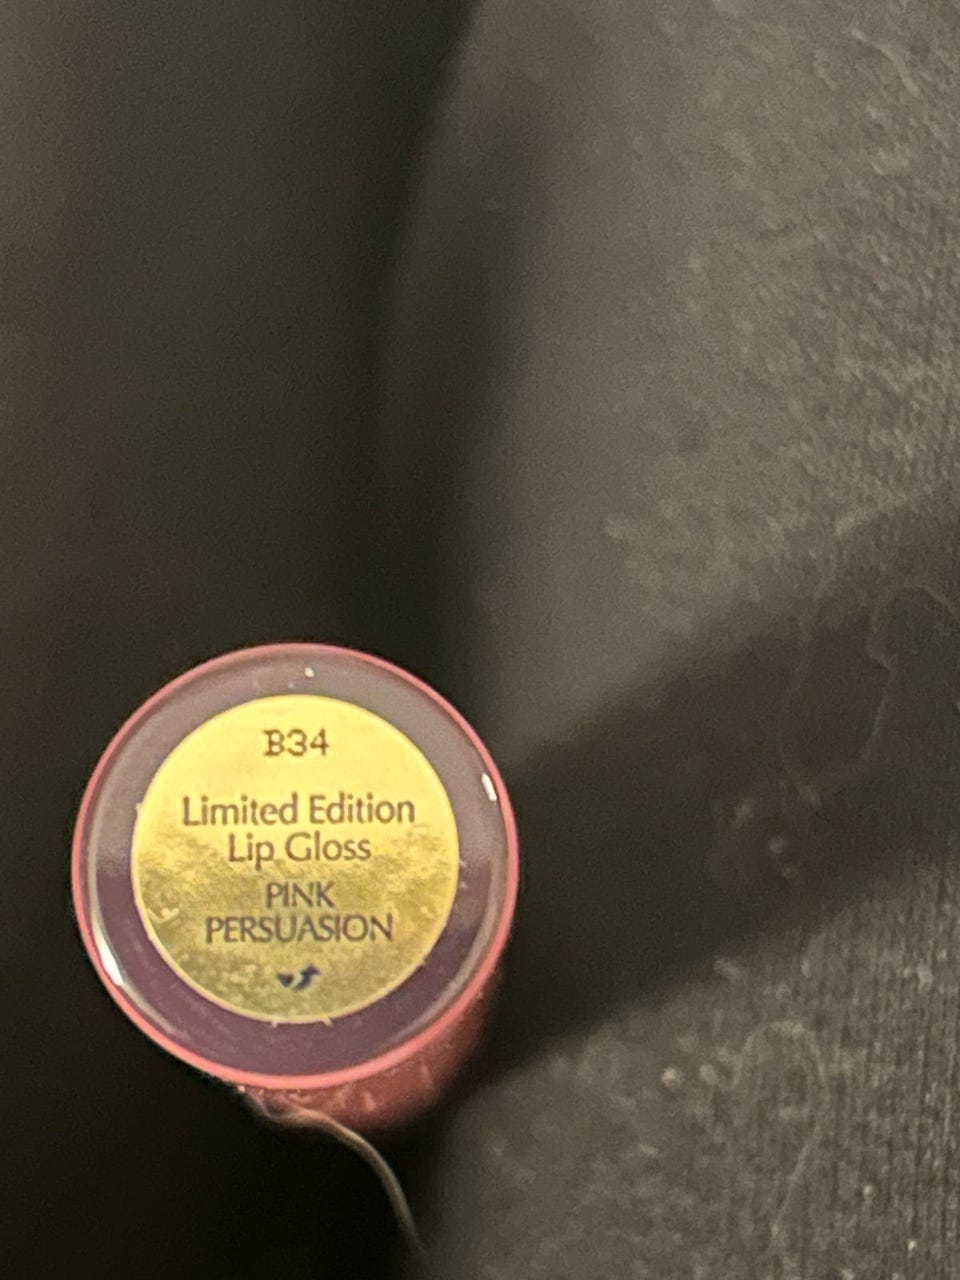 B34
Limited Edition
Lip Gloss
PINK
PERSUASION